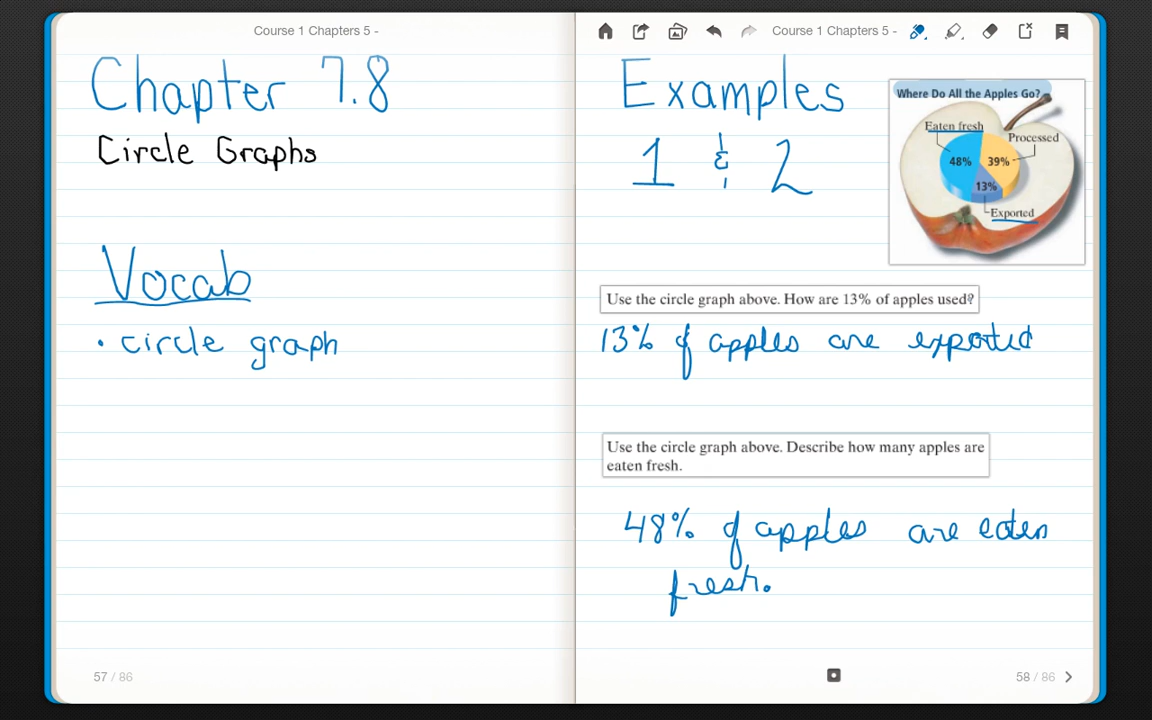 Course 1 Chapters 5 -
Chapter 7.8
Circle Graphs
Vocab
• circle graph
57 / 86
Course 1 Chapters 5 -
Examples
1 & 2
Where Do All the Apples Go?
Eaten fresh
Processed
48%
39%
13%
Exported
Use the circle graph above. How are 13% of apples used?
13% of apples are exported
Use the circle graph above. Describe how many apples are
eaten fresh.
48% of apples are eaten
fresh.
58 / 86